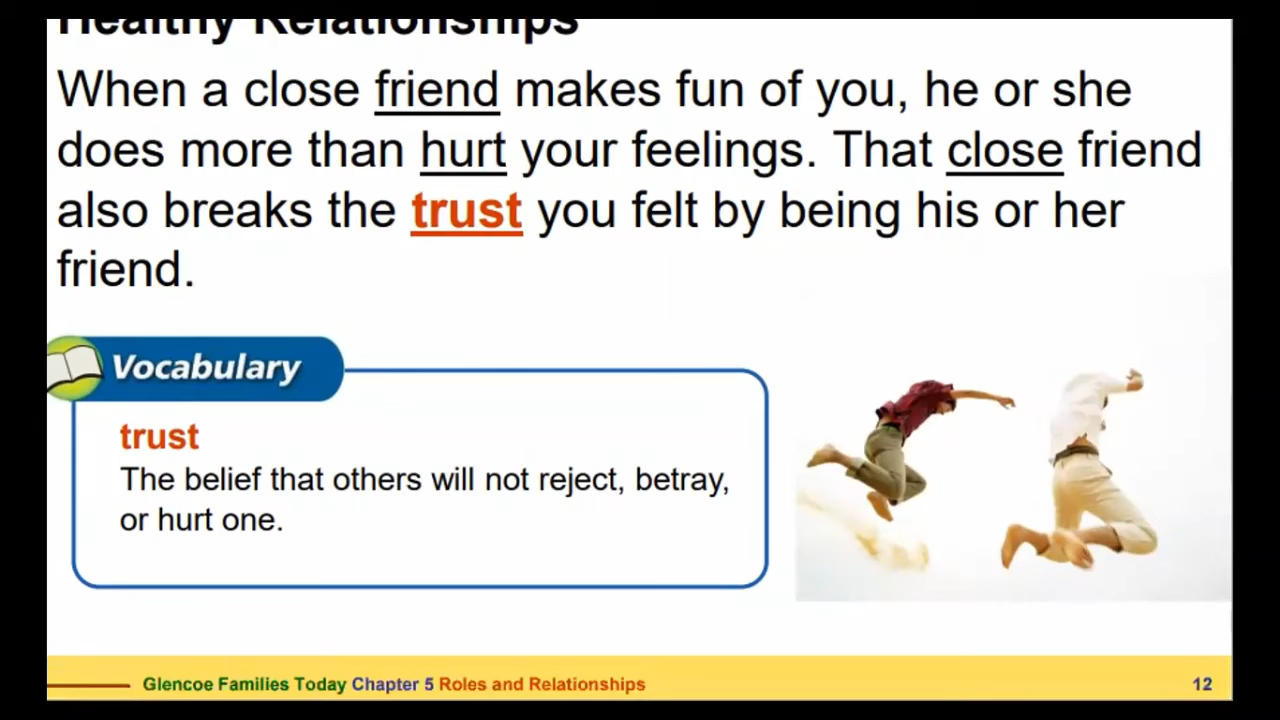 Healthy Relationships
When a close friend makes fun of you, he or she
does more than hurt your feelings. That close friend
also breaks the trust you felt by being his or her
friend.
Vocabulary
trust
The belief that others will not reject, betray,
or hurt one.
Glencoe Families Today Chapter 5 Roles and Relationships 12